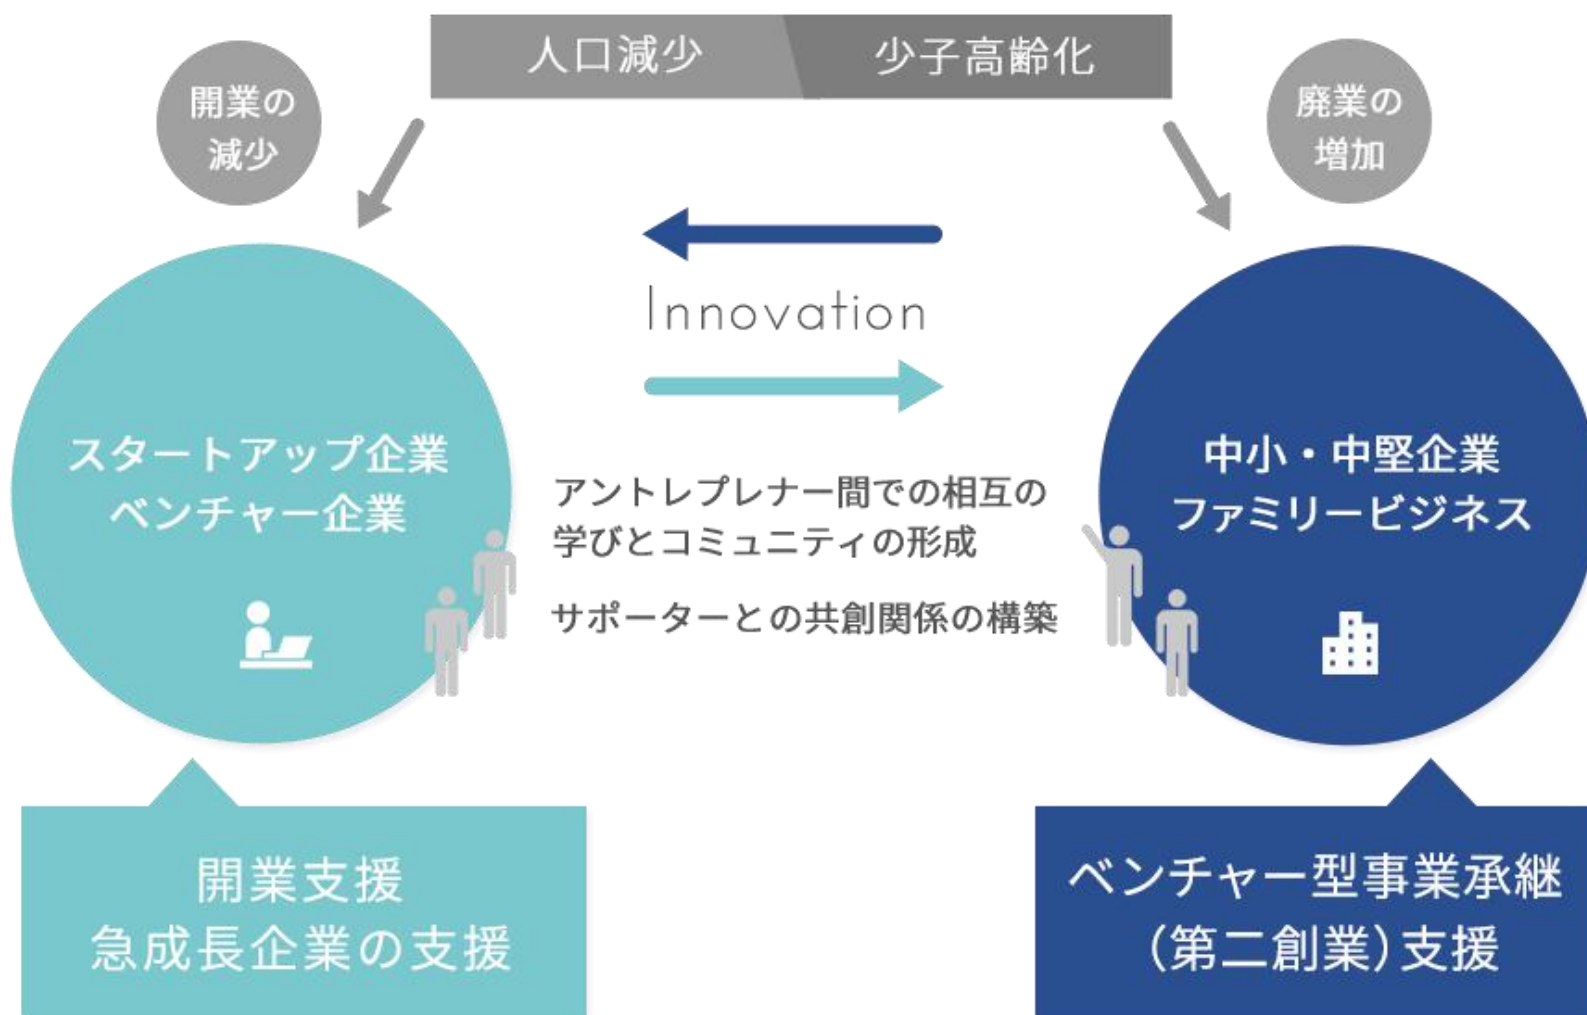 人口減少
少子高齢化
開業の
減少
廃業の
増加
Innovation
スタートアップ企業
ベンチャー企業
アントレプレナー間での相互の
学びとコミュニティの形成
サポーターとの共創関係の構築
中小・中堅企業
ファミリービジネス
開業支援
急成長企業の支援
ベンチャー型事業承継
（第二創業）支援